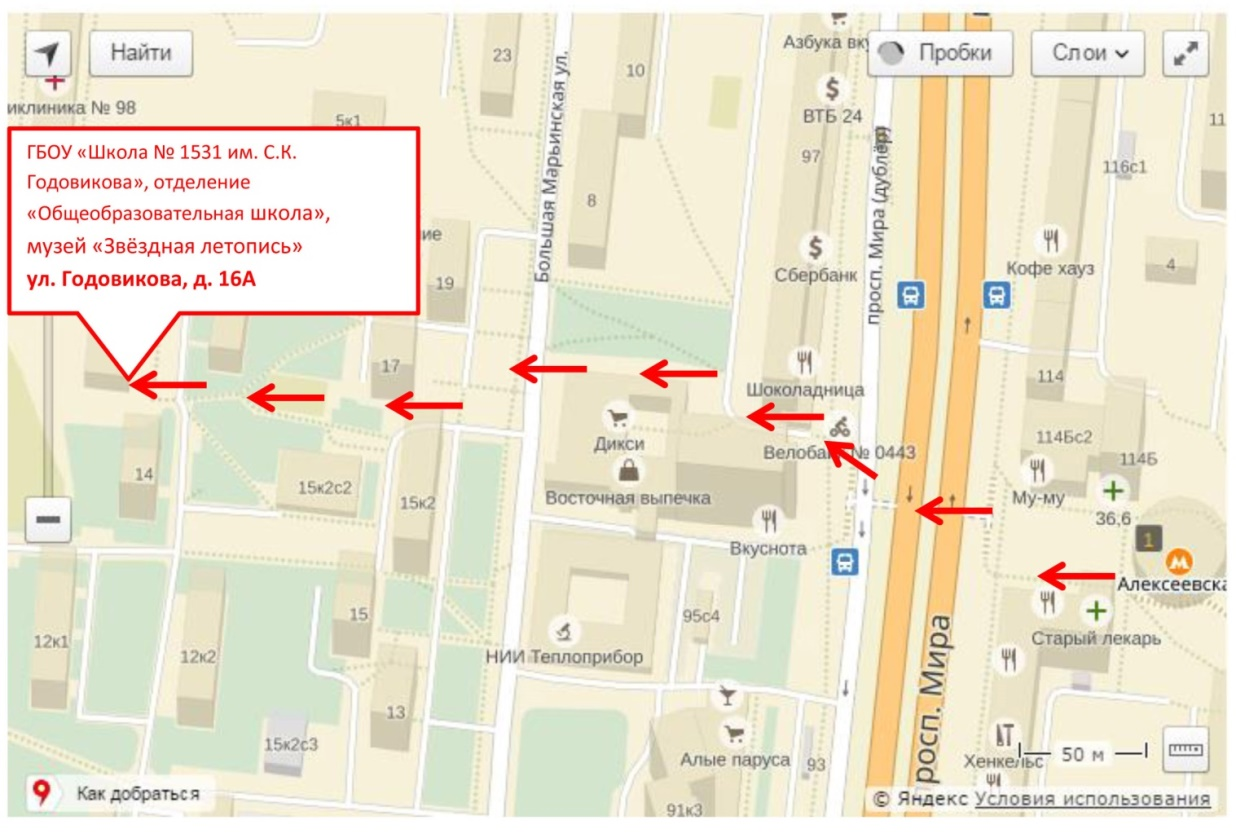 Найти
Азбука вку
Пробки
Слои
23
10
$
ВТБ 24
97
иклиника № 98
5к1
11
116с1
ГБОУ «Школа № 1531 им. С.К.
Годовикова», отделение
«Общеобразовательная школа»,
музей «Звёздная летопись»
ул. Годовикова, д. 16А
Большая Марьинская ул.
просп. Мира (дублёр)
8
ие
19
$
Сбербанк
Кофе хауз
4
17
Шоколадница
114
Дикси
Велобай № 0443
114Бс2
114Б
14
15к2с2
15к2
Восточная выпечка
Му-му
36,6
1
Вкуснота
М
Алексеевска
15
95с4
Старый лекарь
12к1
12к2
НИИ Теплоприбор
просп. Мира
13
15к2с3
Алые паруса
93
Хенкельс
50 м
Как добраться
91к3
© Яндекс Условия использования